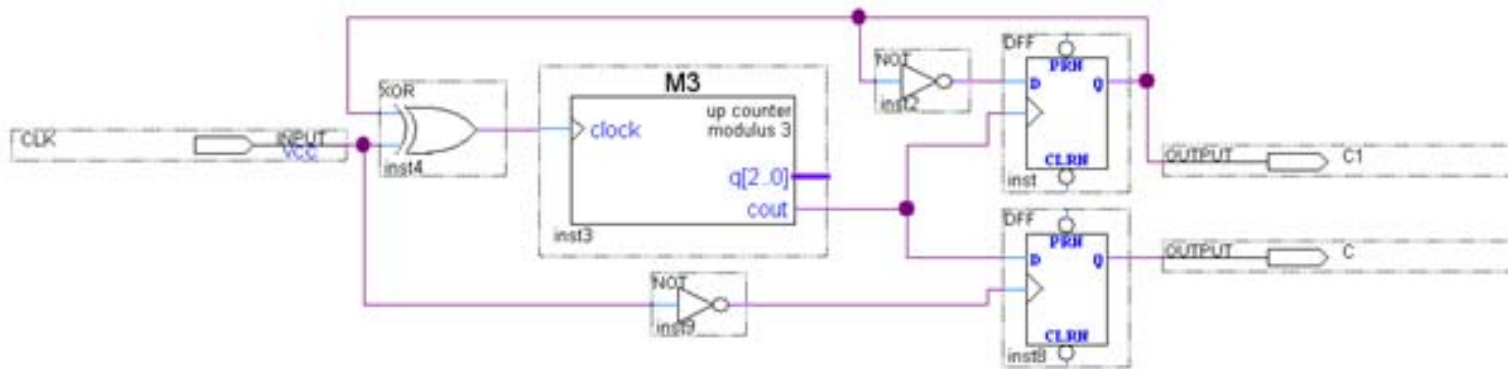 DFF
NOT
PRN
D
Q
inst2
XOR
M3
up counter
modulus 3
clock
CLK
INPUT
VCC
inst4
CLRN
inst
OUTPUT
C1
q[2..0]
cout
inst3
DFF
PRN
D
Q
OUTPUT
C
NOT
inst9
CLRN
inst8